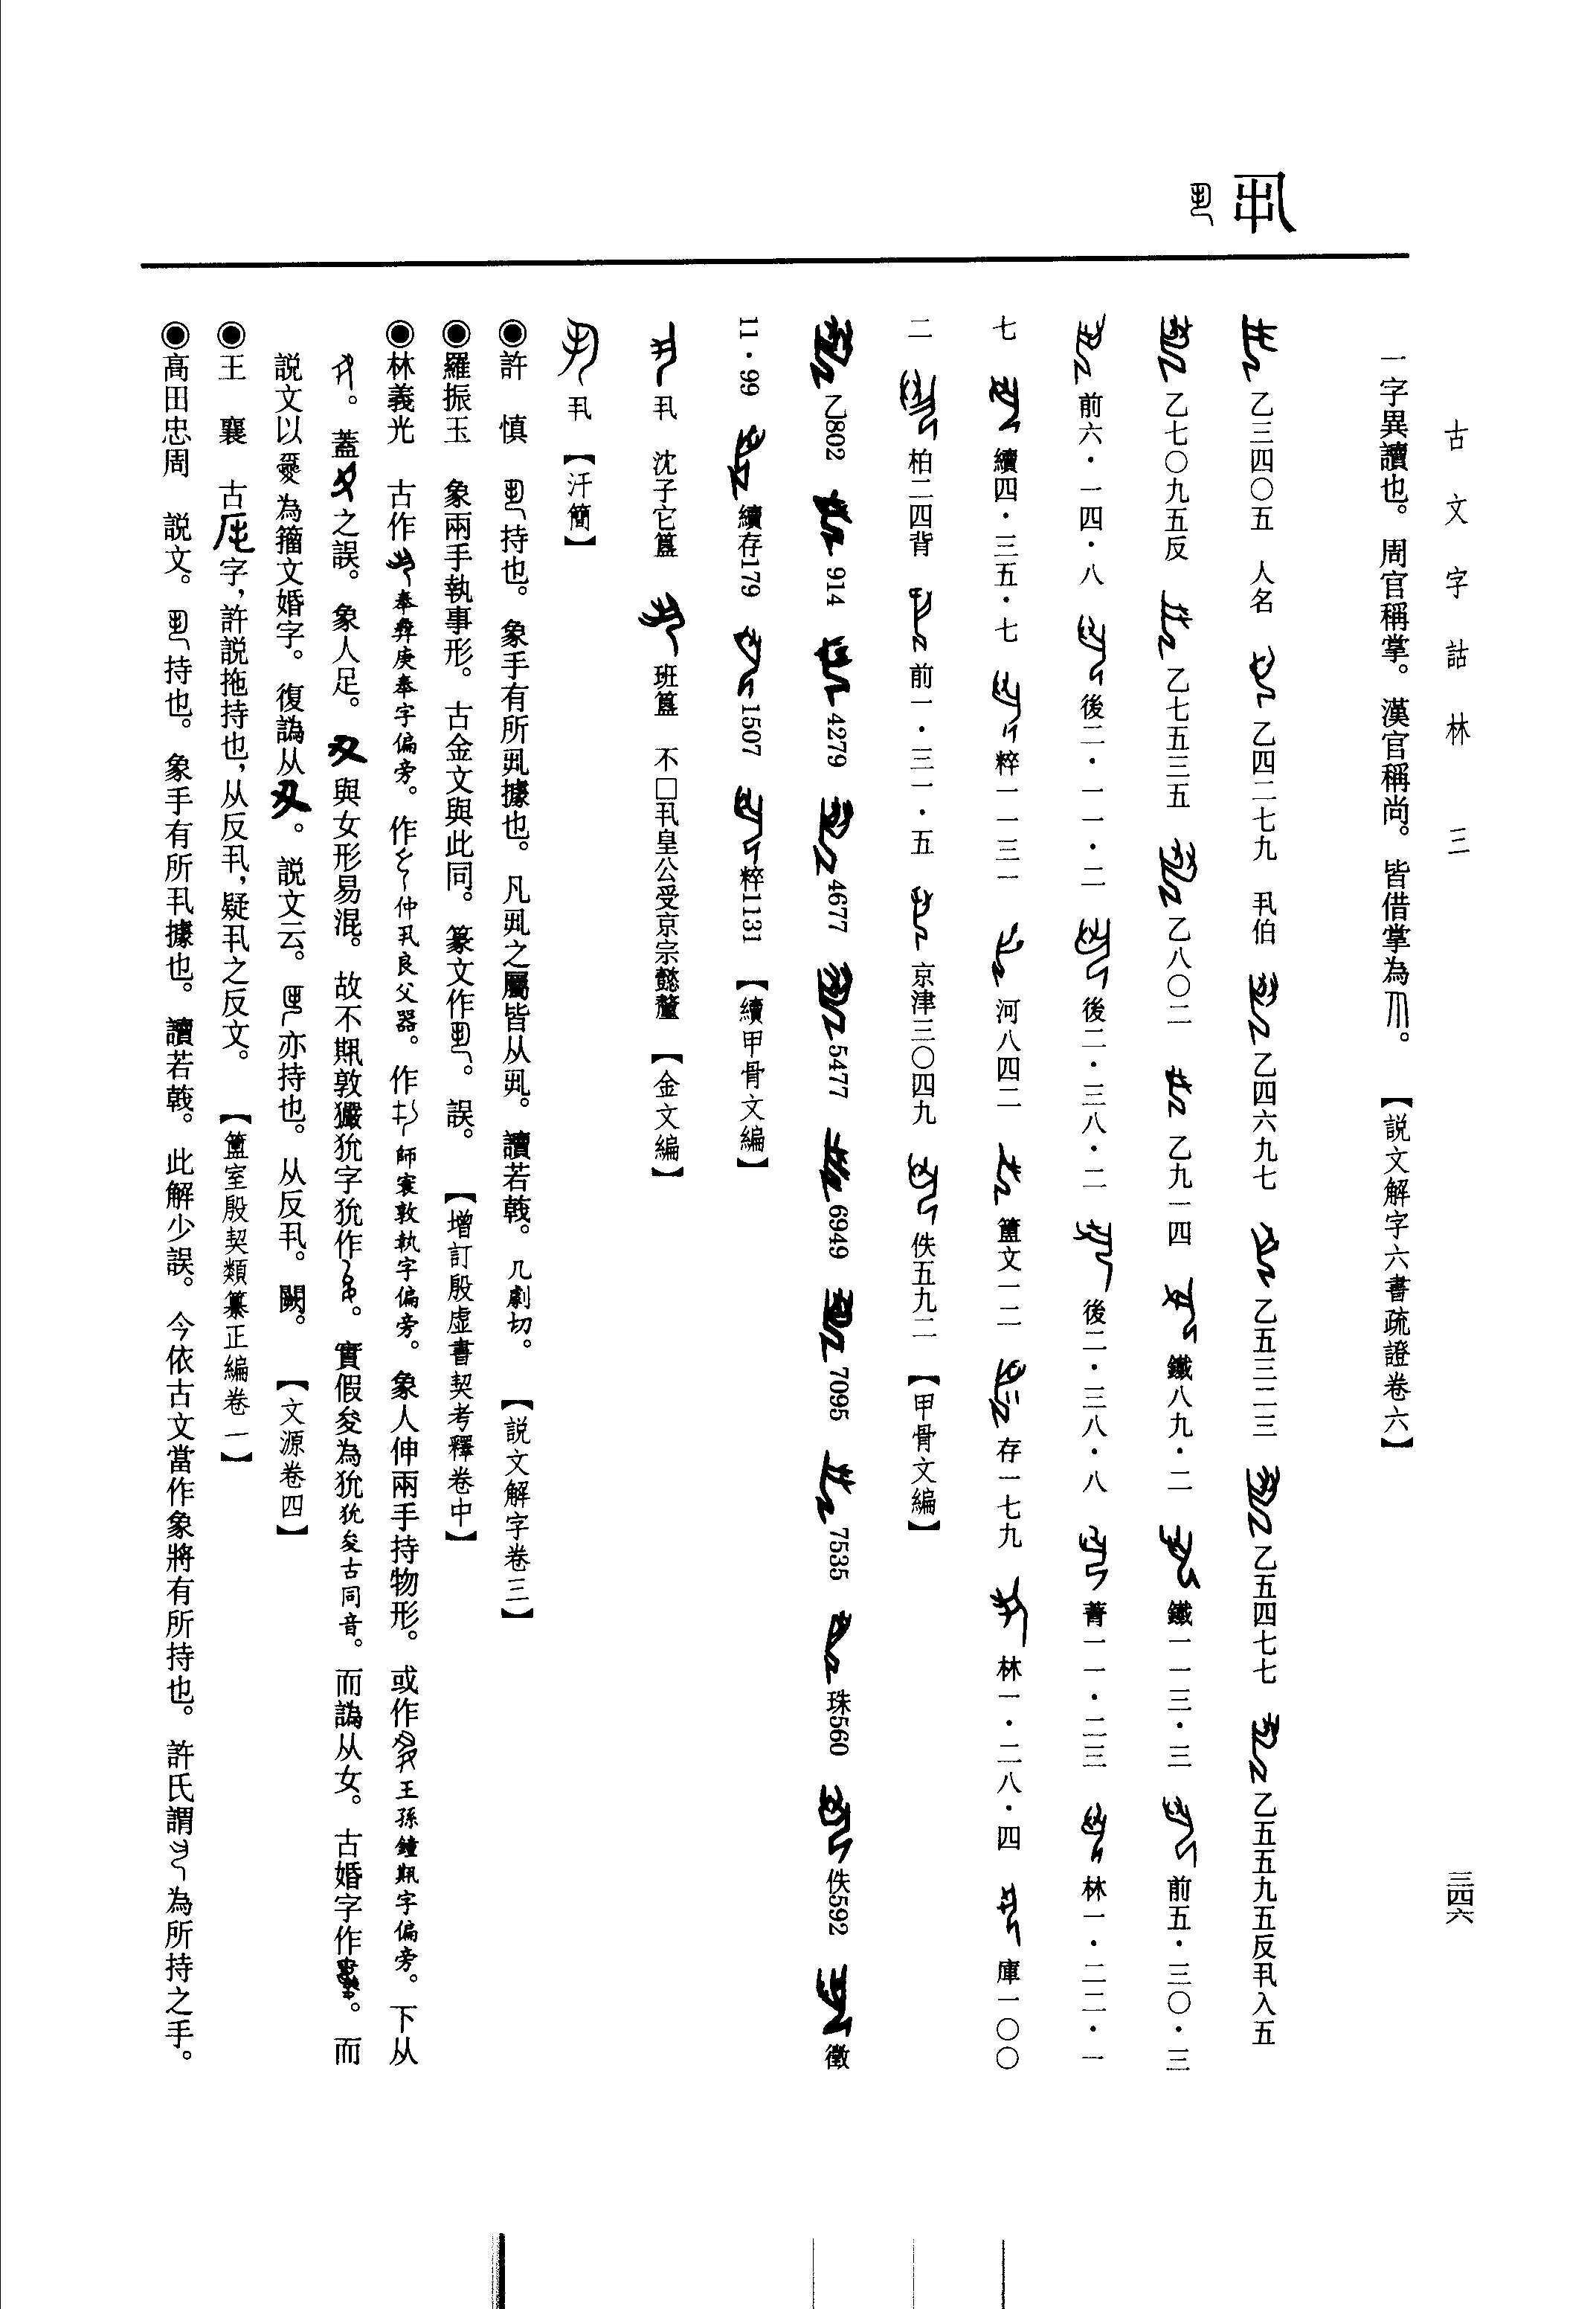 古文字詁林 三
三四六
一字異讀也。周官稱掌。漢官稱尚。皆借掌為。【説文解字六書疏證卷六】
乙三四〇五 人名 乙四二七九 丮伯 乙四六九七 乙五三二三 乙五四七七 乙五五九五反丮入五
乙七〇九五反 乙七五三五 乙八〇二 乙九一四 鐵八九・二 鐵一一三・三 前五・三〇・三
前六・一四・八 後二・一一・二 後二・三八・二 後二・三八・八 菁一一・二三 林一・二二・一
七 續四・三五・七 粹一一三一 河八四二 簠文一二 存一七九 林一・二八・四 庫一〇〇
二 柏二四背 前一・三一・五 京津三〇四九 佚五九二 【甲骨文編】
乙802 914 4279 4677 5477 6949 7095 7535 珠560 佚592 徵
11・99 續存179 1507 粹1131 【續甲骨文編】
丮 沈子它簋 班簋 不□丮皇公受京宗懿釐 【金文編】
丮 【汗簡】
◉許 慎 持也。象手有所丮據也。凡丮之屬皆从丮。讀若戟。几劇切。 【説文解字卷三】
◉羅振玉 象兩手執事形。古金文與此同。篆文作。誤。 【增訂殷虛書契考釋卷中】
◉林義光 古作奉彝庚奉字偏旁。作仲丮良父器。作師寰敦執字偏旁。象人伸兩手持物形。或作王孫鐘字偏旁。下从
。蓋之誤。象人足。與女形易混。故不敦玁狁字狁作。實假夋為狁狁夋古同音。而譌从女。古婚字作。而
説文以為籀文婚字。復譌从。説文云。亦持也。从反丮。闕。 【文源卷四】
◉王 襄 古字，許説拖持也，从反丮，疑丮之反文。 【簠室殷契類纂正編卷一】
◉高田忠周 説文。持也。象手有所丮據也。讀若戟。此解少誤。今依古文當作象將有所持也。許氏謂為所持之手。